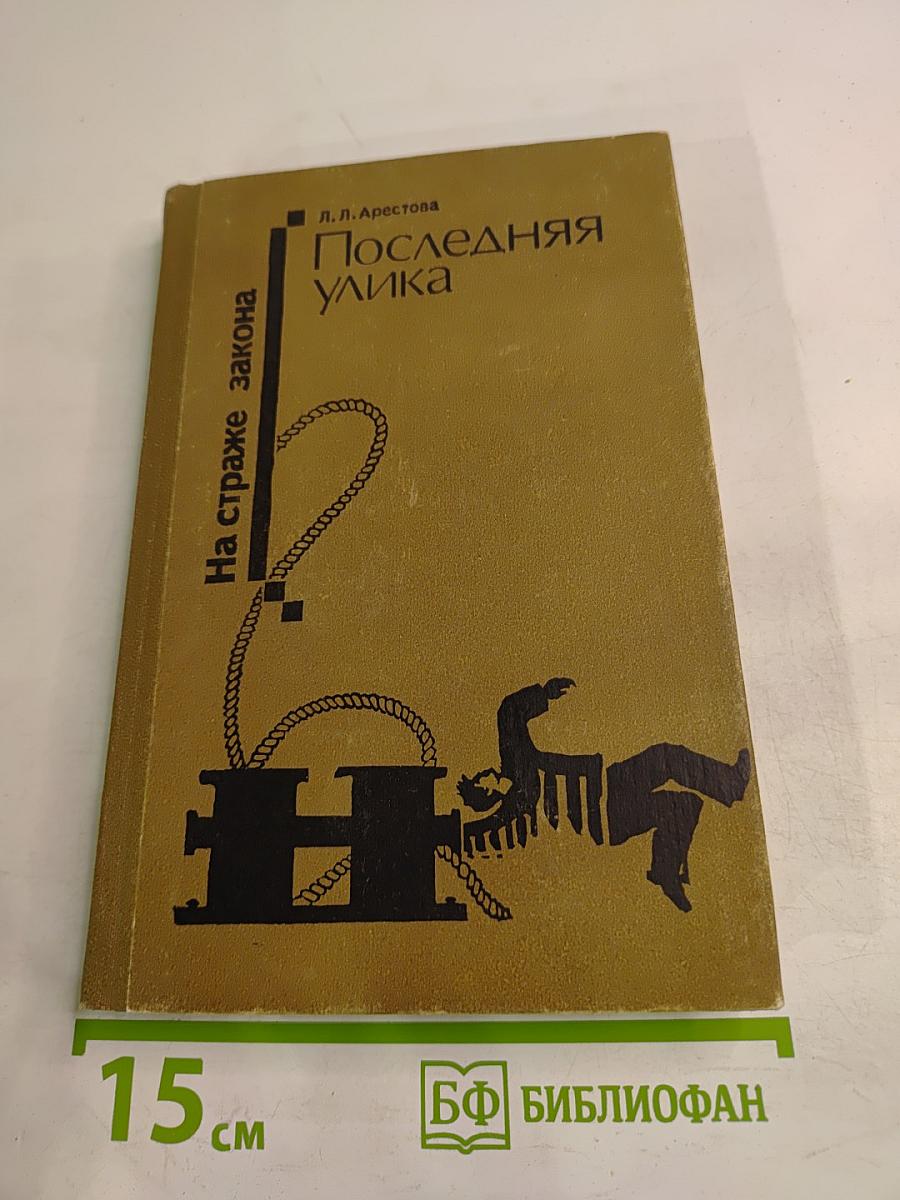 Л. Л. Арестова
Последняя
улика
На страже закона
15 см
БФ БИБЛИОФАН